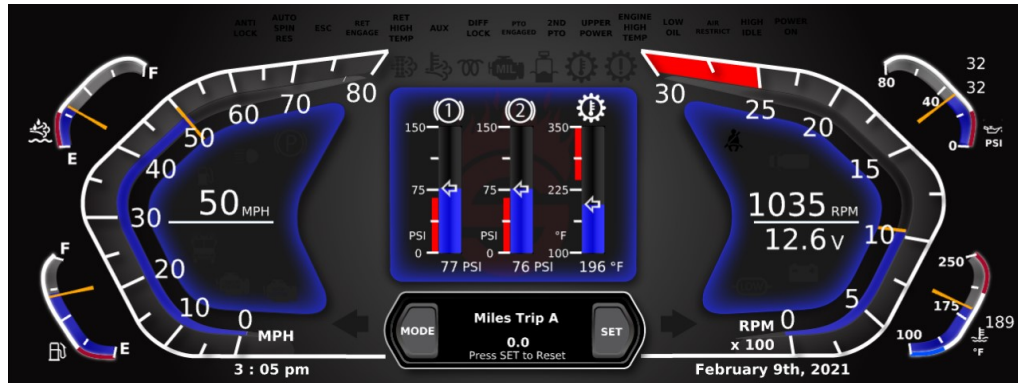 ANTI LOCK
AUTO SPIN RES
ESC
RET ENGAGE
RET HIGH TEMP
AUX
DIFF LOCK
PTO ENGAGED
2ND PTO
UPPER POWER
ENGINE HIGH TEMP
LOW OIL
AIR RESTRICT
HIGH IDLE
POWER ON
MIL
F
E
80
70
60
50
40
30
20
10
0
MPH
50 MPH
F
E
3 : 05 pm
1
2
150
75
PSI
0
77 PSI
150
75
PSI
0
76 PSI
350
225
°F
100
196 °F
MODE
Miles Trip A
0.0
Press SET to Reset
SET
30
25
20
15
10
5
0
RPM
x 100
1035 RPM
12.6 V
80
40
0
32
32
PSI
250
175
100
189
°F
February 9th, 2021